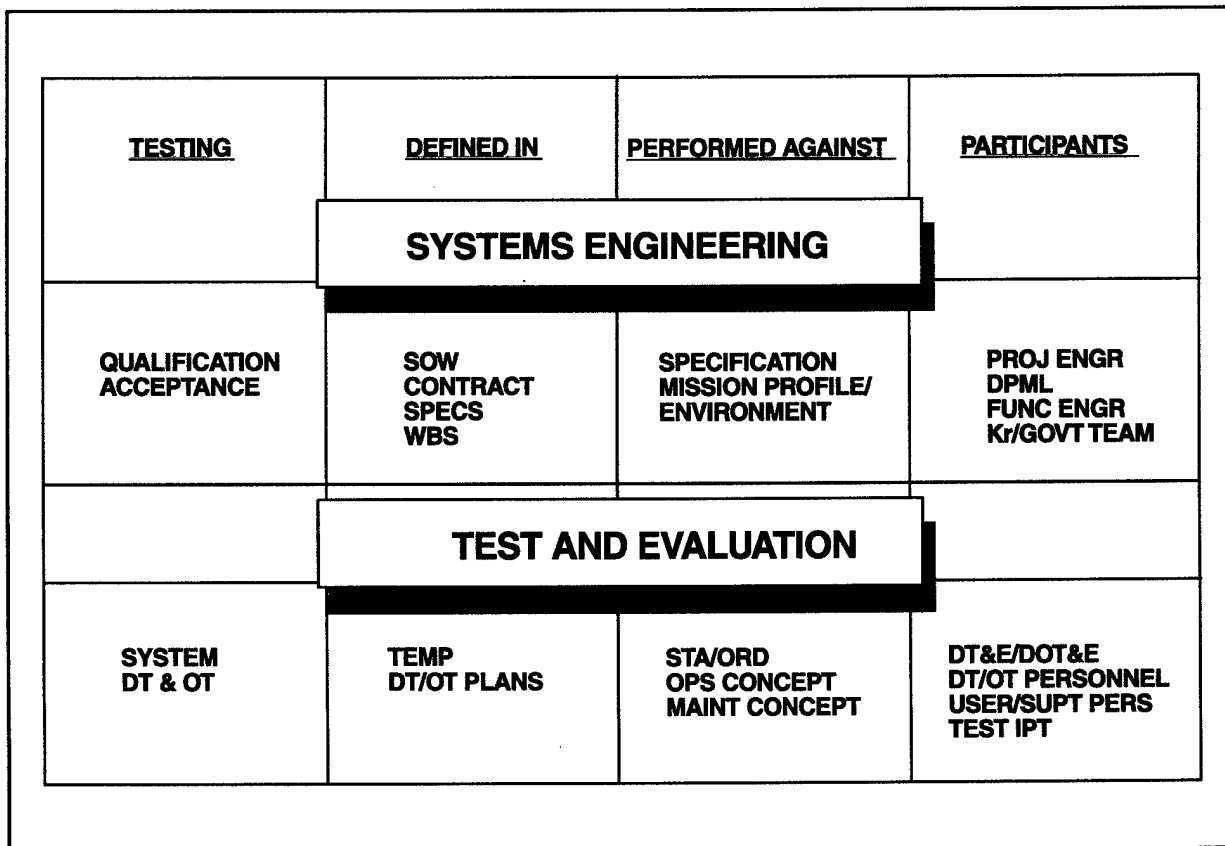 TESTING
DEFINED IN
PERFORMED AGAINST
PARTICIPANTS
SYSTEMS ENGINEERING
QUALIFICATION
ACCEPTANCE
SOW
CONTRACT
SPECS
WBS
SPECIFICATION
MISSION PROFILE/
ENVIRONMENT
PROJ ENGR
DPML
FUNC ENGR
Kr/GOVT TEAM
TEST AND EVALUATION
SYSTEM
DT & OT
TEMP
DT/OT PLANS
STA/ORD
OPS CONCEPT
MAINT CONCEPT
DT&E/DOT&E
DT/OT PERSONNEL
USER/SUPT PERS
TEST IPT